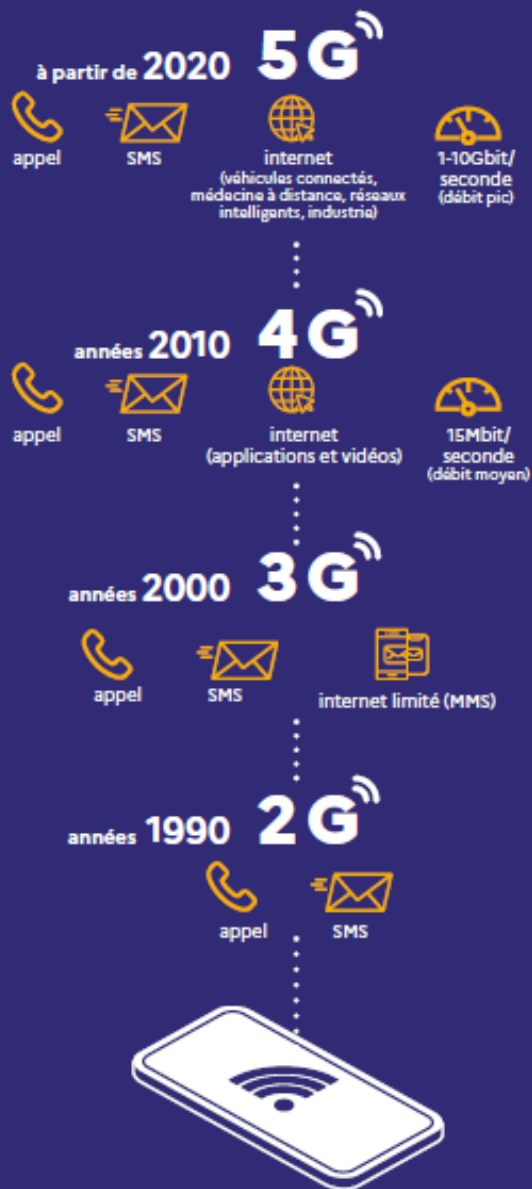 à partir de 2020 5G
appel
SMS
internet
(véhicules connectés,
médecine à distance, réseaux
intelligents, industrie)
1-10Gbit/
seconde
(débit pic)
années 2010 4G
appel
SMS
internet
(applications et vidéos)
15Mbit/
seconde
(débit moyen)
années 2000 3G
appel
SMS
internet limité (MMS)
années 1990 2G
appel
SMS